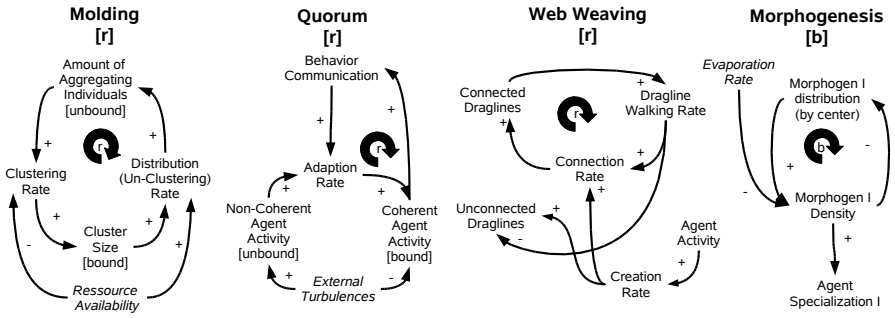 Molding
[r]
Amount of
Aggregating
Individuals
[unbound]
+
+
r
Clustering
Rate
Distribution
(Un-Clustering)
Rate
+
+
Cluster
Size
[bound]
-
+
Ressource
Availability
Quorum
[r]
Behavior
Communication
+
+
r
Adaption
Rate
+
+
Non-Coherent
Agent
Activity
[unbound]
Coherent
Agent
Activity
[bound]
+
-
External
Turbulences
Web Weaving
[r]
+
Connected
Draglines
Dragline
Walking Rate
+
r
+
Connection
Rate
+
Unconnected
Draglines
+
-
Agent
Activity
+
Creation
Rate
Morphogenesis
[b]
Evaporation
Rate
Morphogen I
distribution
(by center)
b
-
+
-
Morphogen I
Density
+
Agent
Specialization I